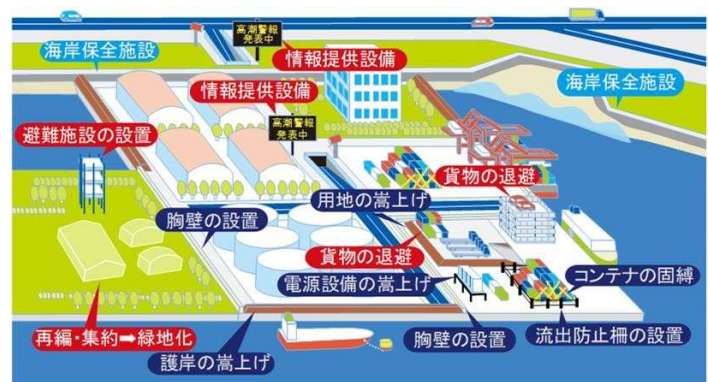 高潮警報
発表中
海岸保全施設
情報提供設備
海岸保全施設
情報提供設備
高潮警報
発表中
避難施設の設置
貨物の退避
用地の嵩上げ
胸壁の設置
貨物の退避
電源設備の嵩上げ
コンテナの固縛
再編・集約➡緑地化
護岸の嵩上げ
胸壁の設置
流出防止柵の設置